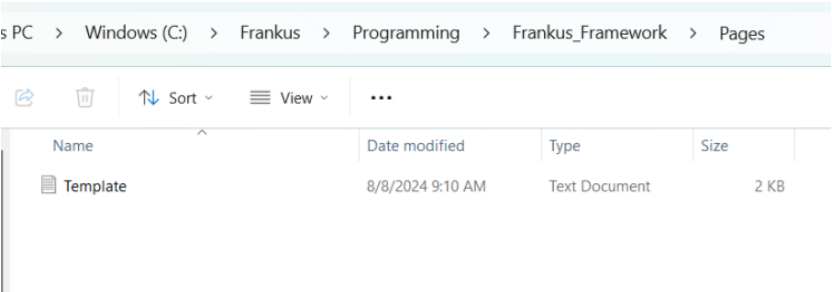 s PC > Windows (C:) > Frankus > Programming > Frankus_Framework > Pages
Sort View ...
Name Date modified Type Size
Template 8/8/2024 9:10 AM Text Document 2 KB